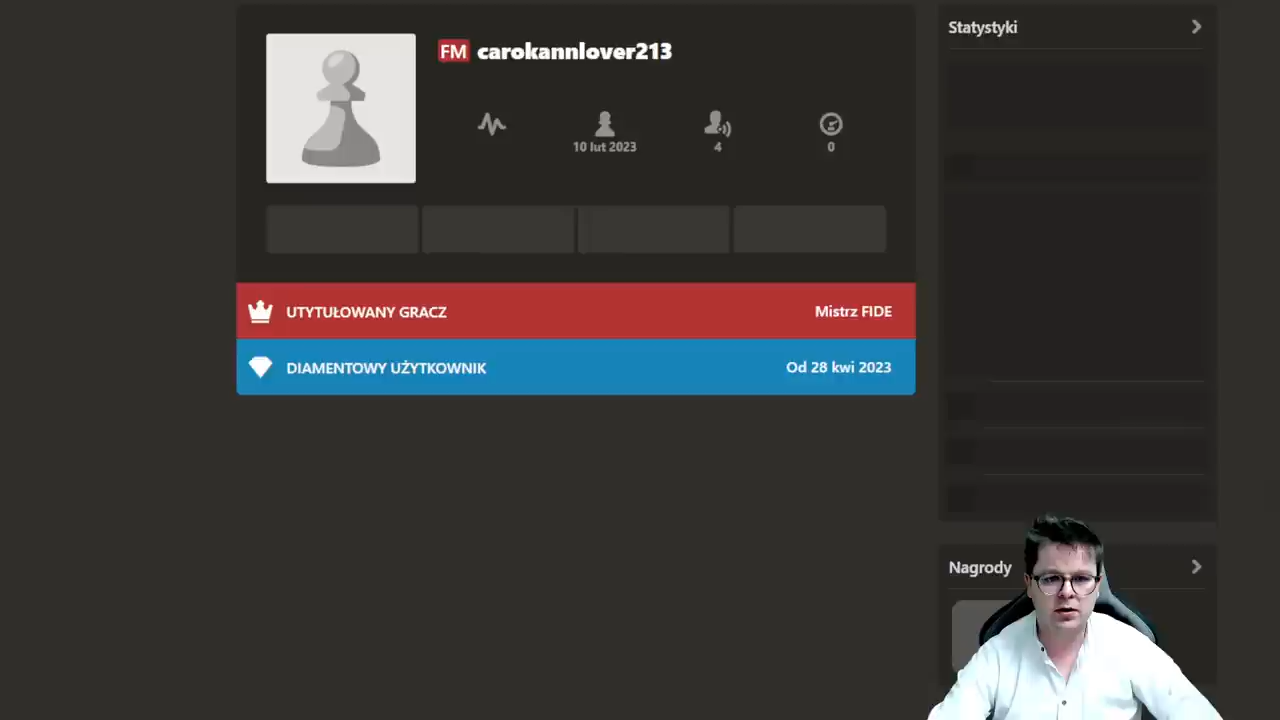 FM carokannlover213
10 lut 2023
4
0
UTYTUŁOWANY GRACZ
Mistrz FIDE
DIAMENTOWY UŻYTKOWNIK
Od 28 kwi 2023
Statystyki
Nagrody